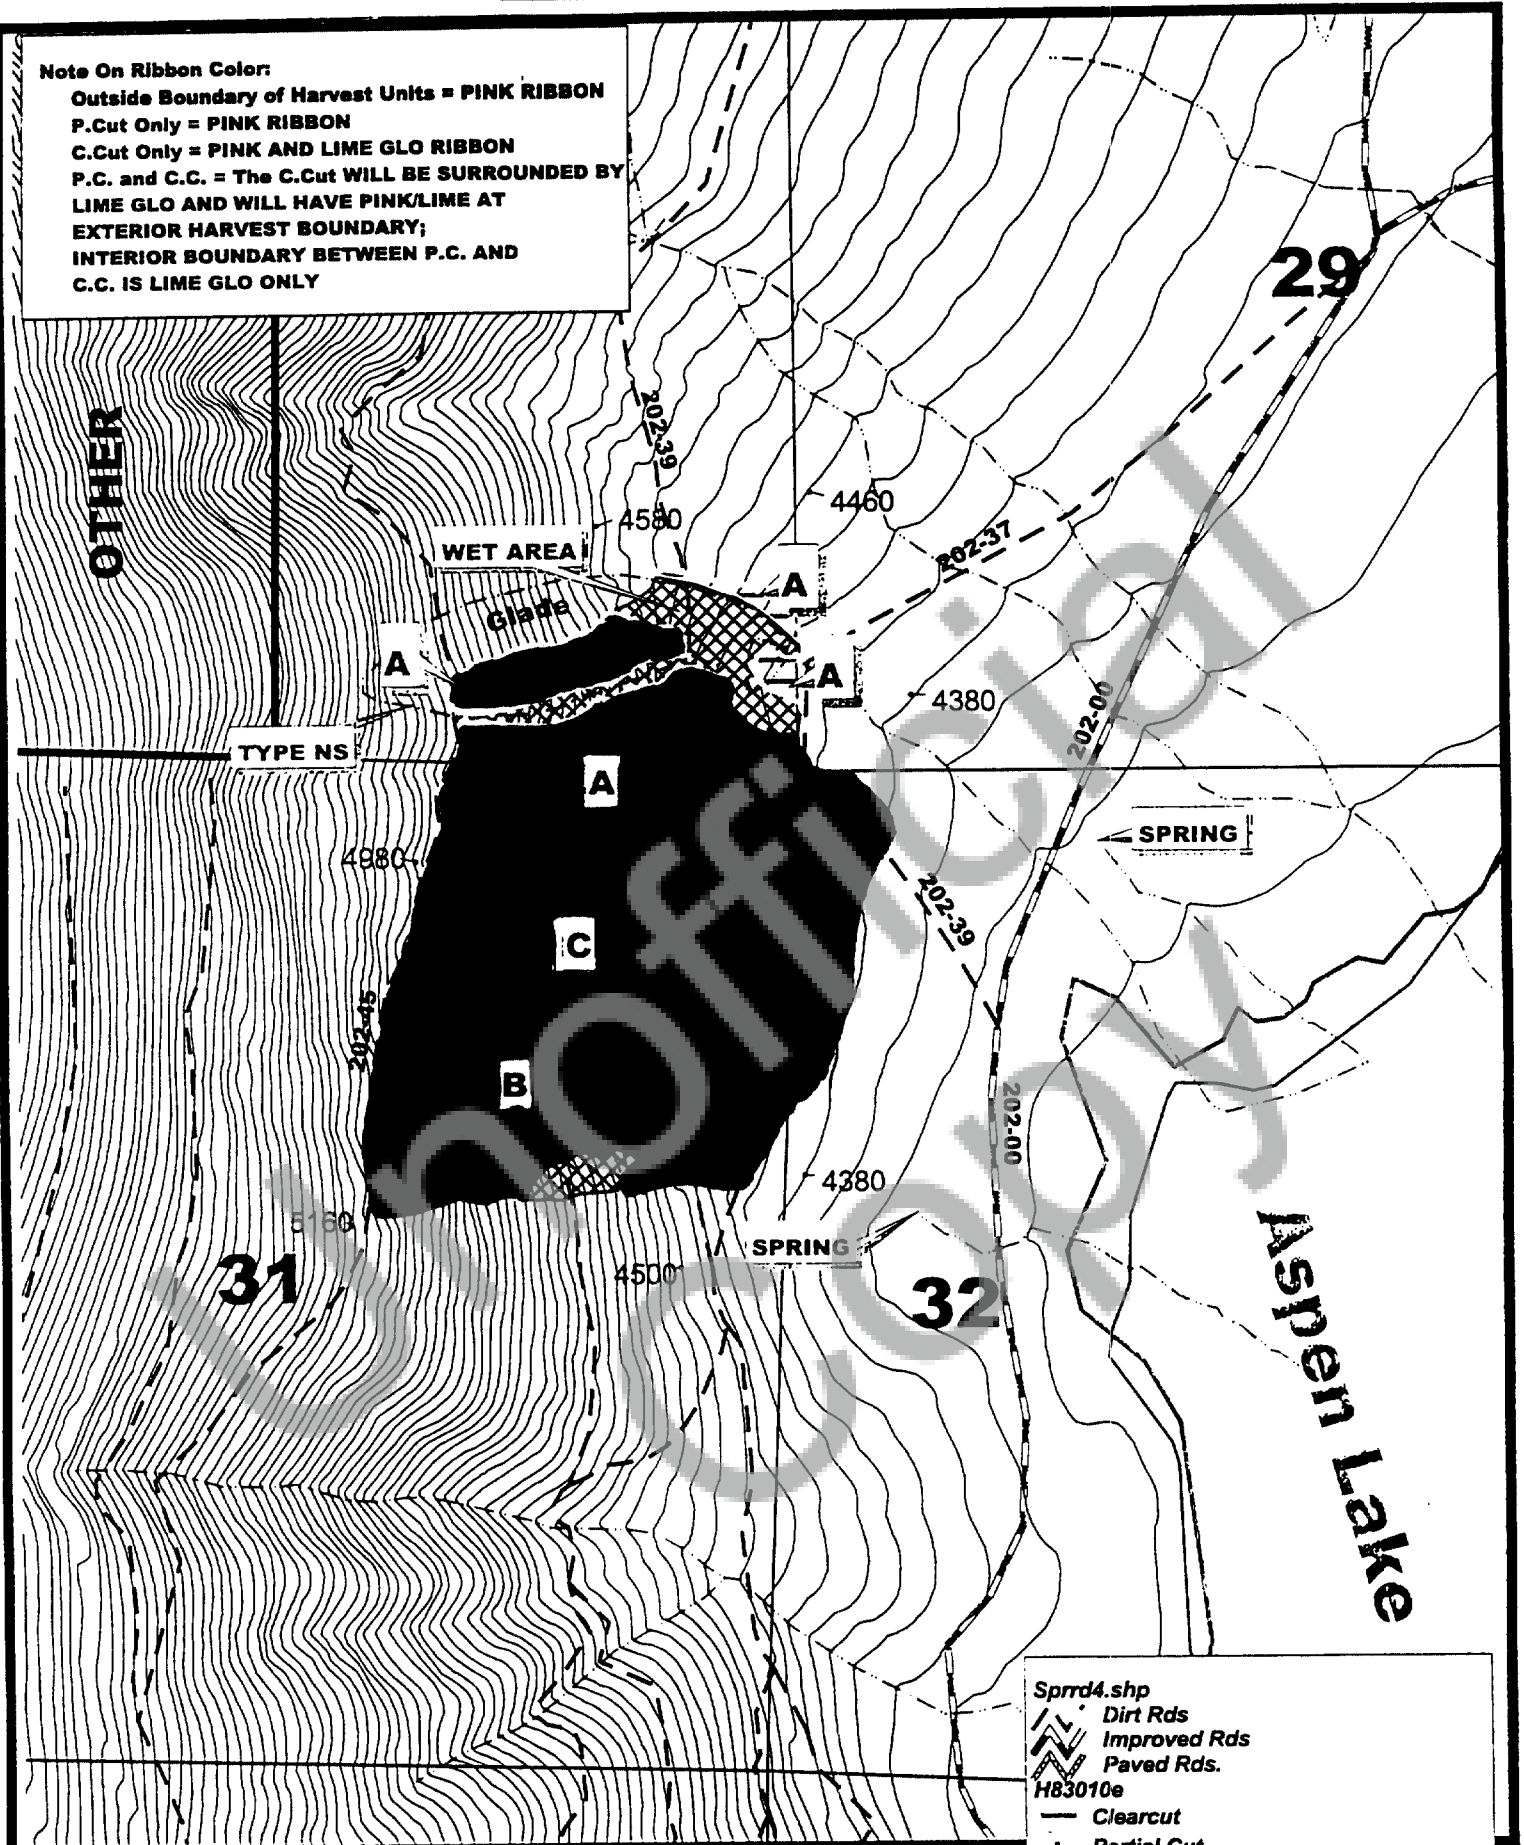 Note On Ribbon Color:
Outside Boundary of Harvest Units = PINK RIBBON
P.Cut Only = PINK RIBBON
C.Cut Only = PINK AND LIME GLO RIBBON
P.C. and C.C. = The C.Cut WILL BE SURROUNDED BY
LIME GLO AND WILL HAVE PINK/LIME AT
EXTERIOR HARVEST BOUNDARY;
INTERIOR BOUNDARY BETWEEN P.C. AND
C.C. IS LIME GLO ONLY
29
OTHER
202-39
4460
4580
WET AREA
202-37
A
Glade
A
A
4380
202-00
TYPE NS
A
SPRING
4980
202-39
C
202-45
B
202-00
4380
5160
SPRING
4500
31
32
Aspen Lake
Unofficial
Copy
Sprrd4.shp
Dirt Rds
Improved Rds
Paved Rds.
H83010e
Clearcut
Partial Cut